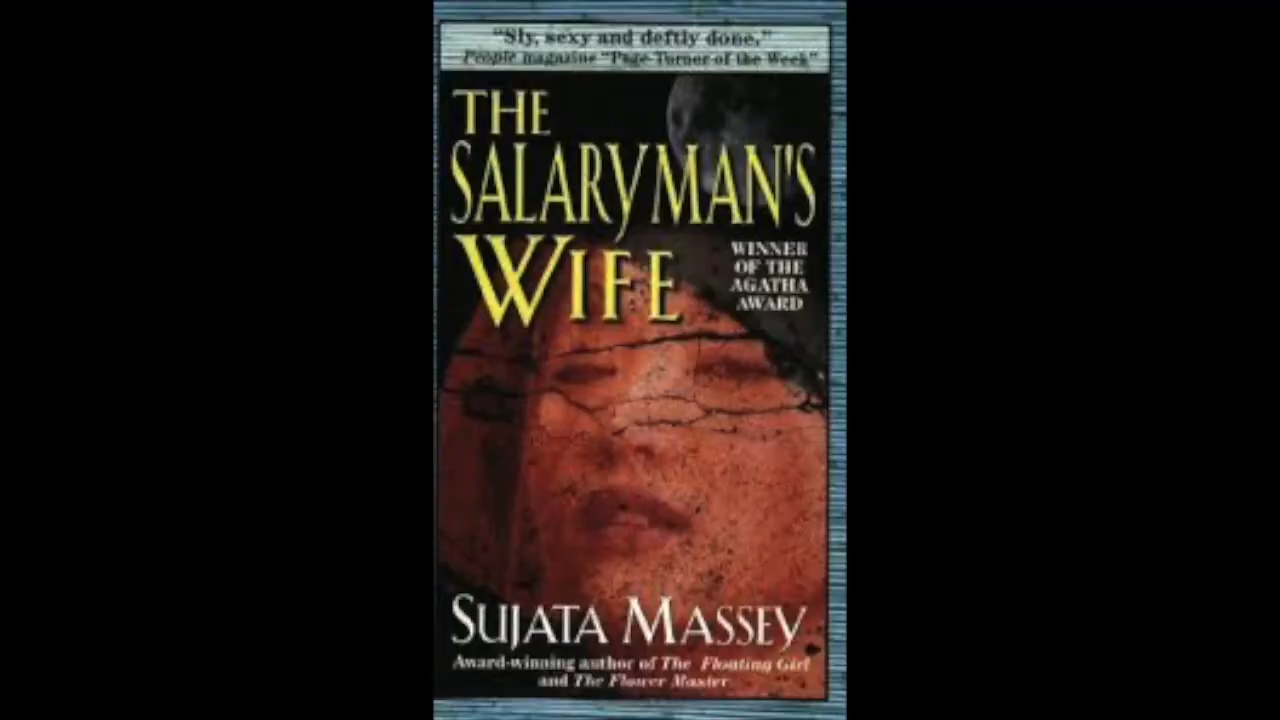 "Sly, sexy and deftly done,"
People magazine "Page-Turner of the Week"
THE
SALARYMAN'S
WIFE
WINNER
OF THE
AGATHA
AWARD
SUJATA MASSEY
Award-winning author of The Floating Girl
and The Flower Master